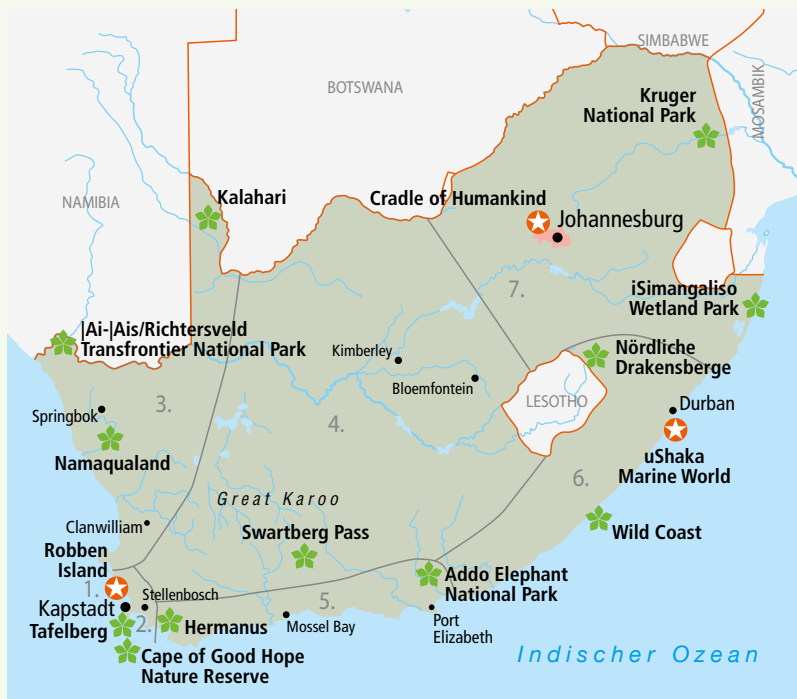 SIMBABWE
BOTSWANA
MOSAMBIK
Kruger
National Park
NAMIBIA
Kalahari
Cradle of Humankind
Johannesburg
7.
iSimangaliso
Wetland Park
|Ai-|Ais/Richtersveld
Transfrontier National Park
Kimberley
Nördliche
Drakensberge
Bloemfontein
LESOTHO
Durban
3.
4.
Springbok
Namaqualand
uShaka
Marine World
6.
Great Karoo
Clanwilliam
Swartberg Pass
Wild Coast
Robben
Island
1.
Addo Elephant
National Park
Stellenbosch
Kapstadt
5.
Tafelberg
2.
Hermanus
Mossel Bay
Port
Elizabeth
Cape of Good Hope
Nature Reserve
Indischer Ozean